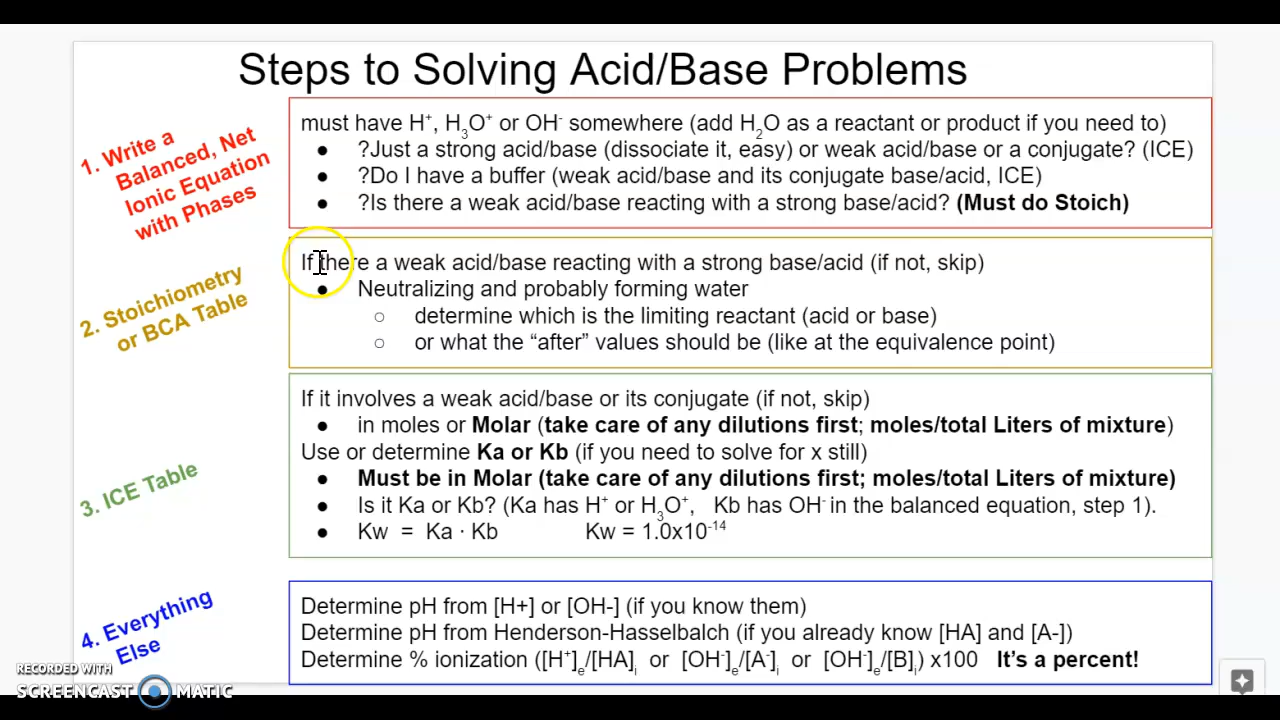 Steps to Solving Acid/Base Problems
1. Write a
Balanced, Net
Ionic Equation
with Phases
must have H⁺, H₃O⁺ or OH⁻ somewhere (add H₂O as a reactant or product if you need to)
● ?Just a strong acid/base (dissociate it, easy) or weak acid/base or a conjugate? (ICE)
● ?Do I have a buffer (weak acid/base and its conjugate base/acid, ICE)
● ?Is there a weak acid/base reacting with a strong base/acid? (Must do Stoich)
2. Stoichiometry
or BCA Table
If there a weak acid/base reacting with a strong base/acid (if not, skip)
● Neutralizing and probably forming water
○ determine which is the limiting reactant (acid or base)
○ or what the “after” values should be (like at the equivalence point)
3. ICE Table
If it involves a weak acid/base or its conjugate (if not, skip)
● in moles or Molar (take care of any dilutions first; moles/total Liters of mixture)
Use or determine Ka or Kb (if you need to solve for x still)
● Must be in Molar (take care of any dilutions first; moles/total Liters of mixture)
● Is it Ka or Kb? (Ka has H⁺ or H₃O⁺, Kb has OH⁻ in the balanced equation, step 1).
● Kw = Ka · Kb Kw = 1.0x10⁻¹⁴
4. Everything
Else
Determine pH from [H+] or [OH-] (if you know them)
Determine pH from Henderson-Hasselbalch (if you already know [HA] and [A-])
Determine % ionization ([H⁺]ₑ/[HA]ᵢ or [OH⁻]ₑ/[A⁻]ᵢ or [OH⁻]ₑ/[B]ᵢ) x100 It’s a percent!
RECORDED WITH
SCREENCAST MATIC